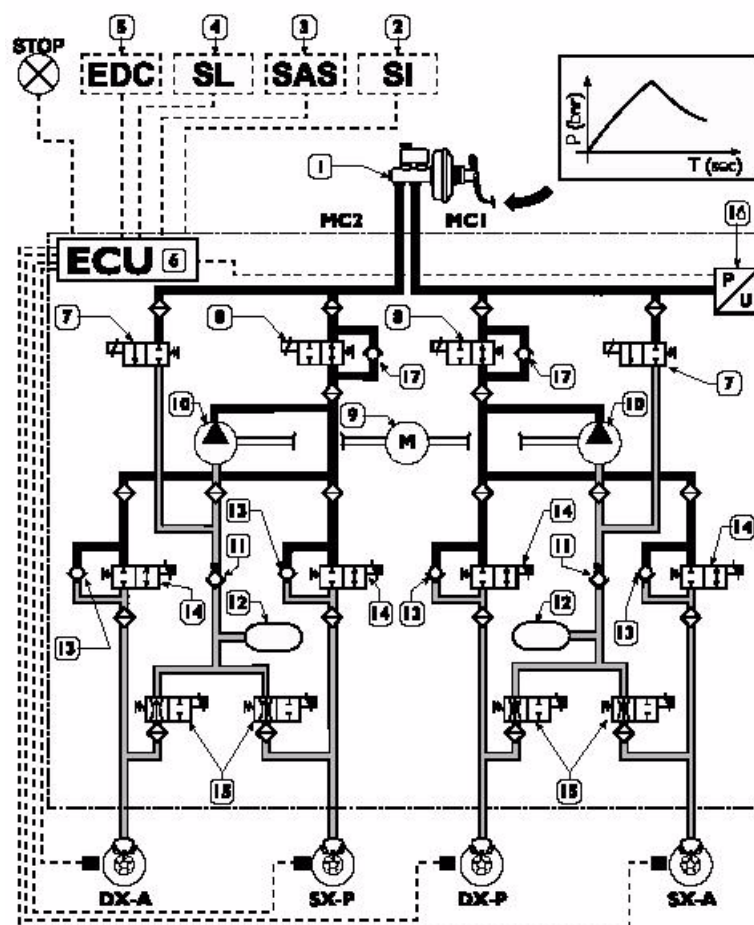 5 4 3 2
STOP
EDC SL SAS SI
P (bar)
T (sec)
1
MC2 MC1
16
ECU 6
P
U
7 8 8
17 17 7
10 9 10
M
13 14 14
11 11
12 12
13 14 14 13 13
15 15
DX-A SX-P DX-P SX-A